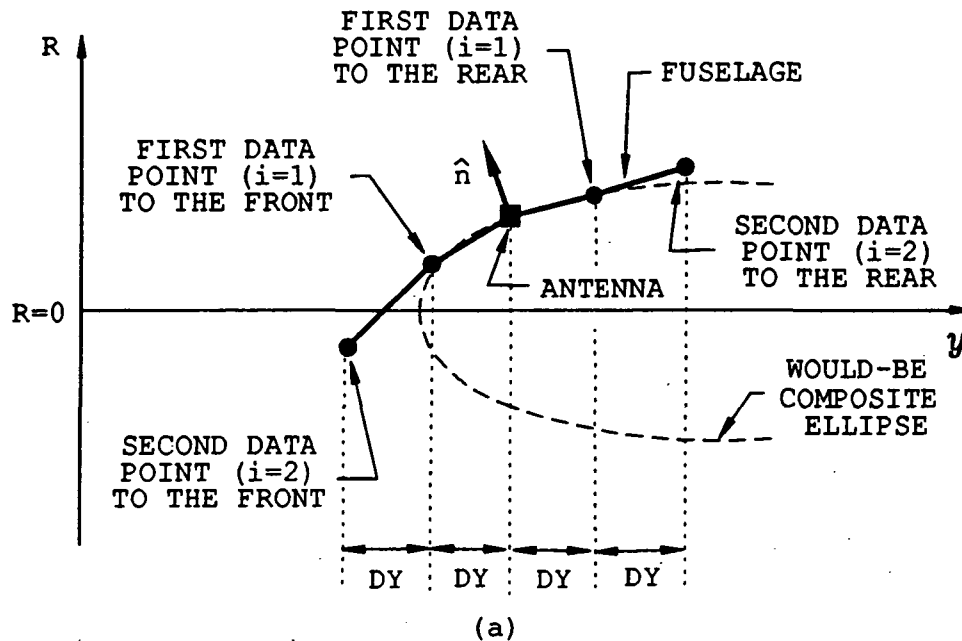 R
FIRST DATA
POINT (i=1)
TO THE REAR
FUSELAGE
FIRST DATA
POINT (i=1)
TO THE FRONT
n̂
SECOND DATA
POINT (i=2)
TO THE REAR
ANTENNA
R=0
y
WOULD-BE
COMPOSITE
ELLIPSE
SECOND DATA
POINT (i=2)
TO THE FRONT
DY
DY
DY
DY
(a)